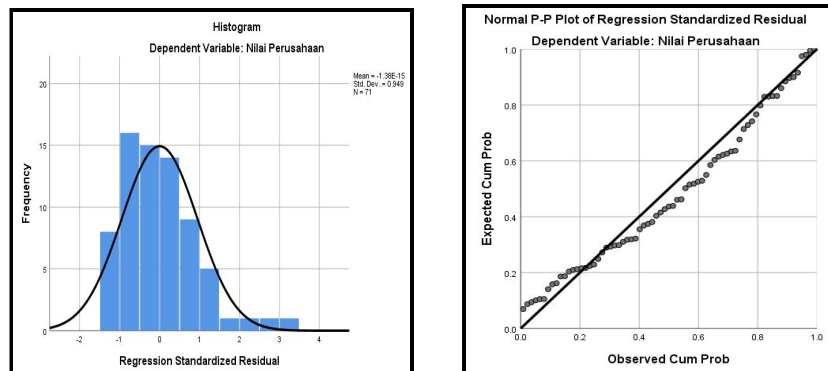 Histogram
Dependent Variable: Nilai Perusahaan
Mean = -1.38E-15
Std. Dev. = 0.949
N = 71
Frequency
20
15
10
5
0
-2 -1 0 1 2 3 4
Regression Standardized Residual
Normal P-P Plot of Regression Standardized Residual
Dependent Variable: Nilai Perusahaan
Expected Cum Prob
1.0
0.8
0.6
0.4
0.2
0.0
0.0 0.2 0.4 0.6 0.8 1.0
Observed Cum Prob